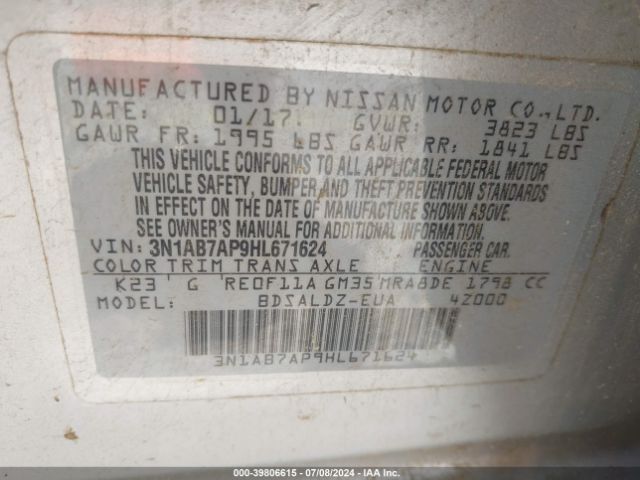 MANUFACTURED BY NISSAN MOTOR CO.,LTD.
DATE: 01/17 GVWR: 3823 LBS
GAWR FR: 1995 LBS GAWR RR: 1841 LBS
THIS VEHICLE CONFORMS TO ALL APPLICABLE FEDERAL MOTOR
VEHICLE SAFETY, BUMPER AND THEFT PREVENTION STANDARDS
IN EFFECT ON THE DATE OF MANUFACTURE SHOWN ABOVE.
SEE OWNER'S MANUAL FOR ADDITIONAL INFORMATION.
VIN: 3N1AB7AP9HL671624 PASSENGER CAR.
COLOR TRIM TRANS AXLE ENGINE
K23 G RE0F11A GM35 MRA8DE 1798 CC
MODEL: BDSALDZ-EUA 4Z000
3N1AB7AP9HL671624
000-39806615 - 07/08/2024 - IAA Inc.